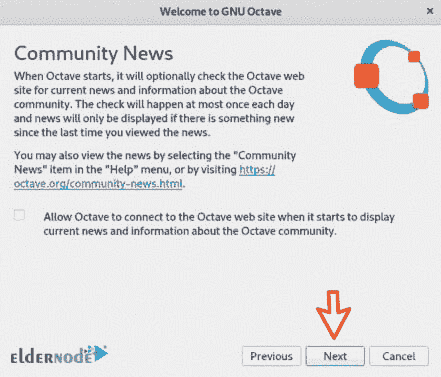 Welcome to GNU Octave
×
Community News
When Octave starts, it will optionally check the Octave web
site for current news and information about the Octave
community. The check will happen at most once each day
and news will only be displayed if there is something new
since the last time you viewed the news.
You may also view the news by selecting the "Community
News" item in the "Help" menu, or by visiting https://
octave.org/community-news.html.
Allow Octave to connect to the Octave web site when it starts to display
current news and information about the Octave community.
ELDERNODE
Previous Next Cancel